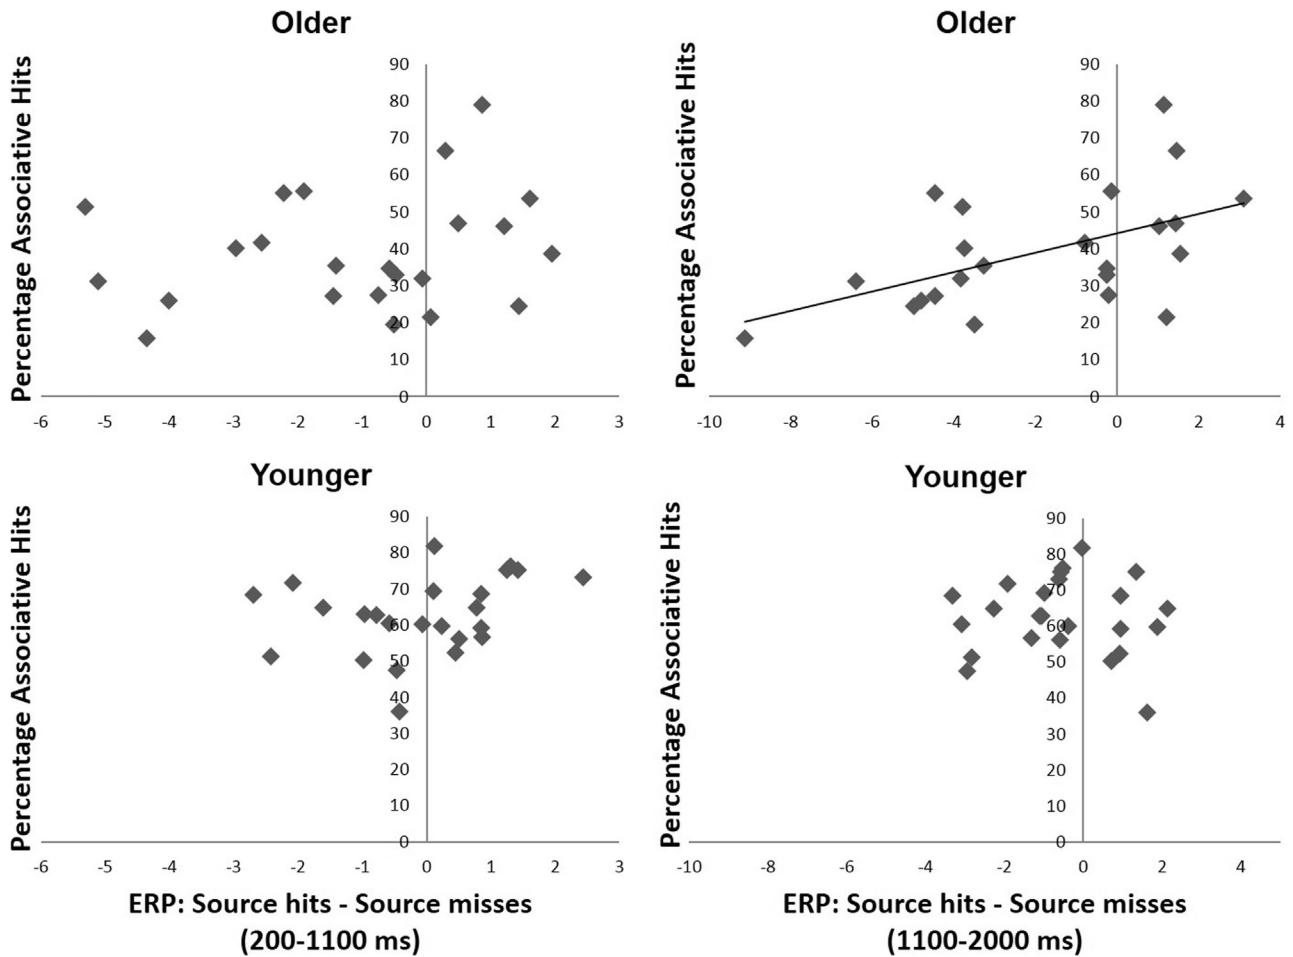 Older
Percentage Associative Hits
90
80
70
60
50
40
30
20
10
0
-6 -5 -4 -3 -2 -1 0 1 2 3
Older
Percentage Associative Hits
90
80
70
60
50
40
30
20
10
0
-10 -8 -6 -4 -2 0 2 4
Younger
Percentage Associative Hits
90
80
70
60
50
40
30
20
10
0
-6 -5 -4 -3 -2 -1 0 1 2 3
ERP: Source hits - Source misses
(200-1100 ms)
Younger
Percentage Associative Hits
90
80
70
60
50
40
30
20
10
0
-10 -8 -6 -4 -2 0 2 4
ERP: Source hits - Source misses
(1100-2000 ms)